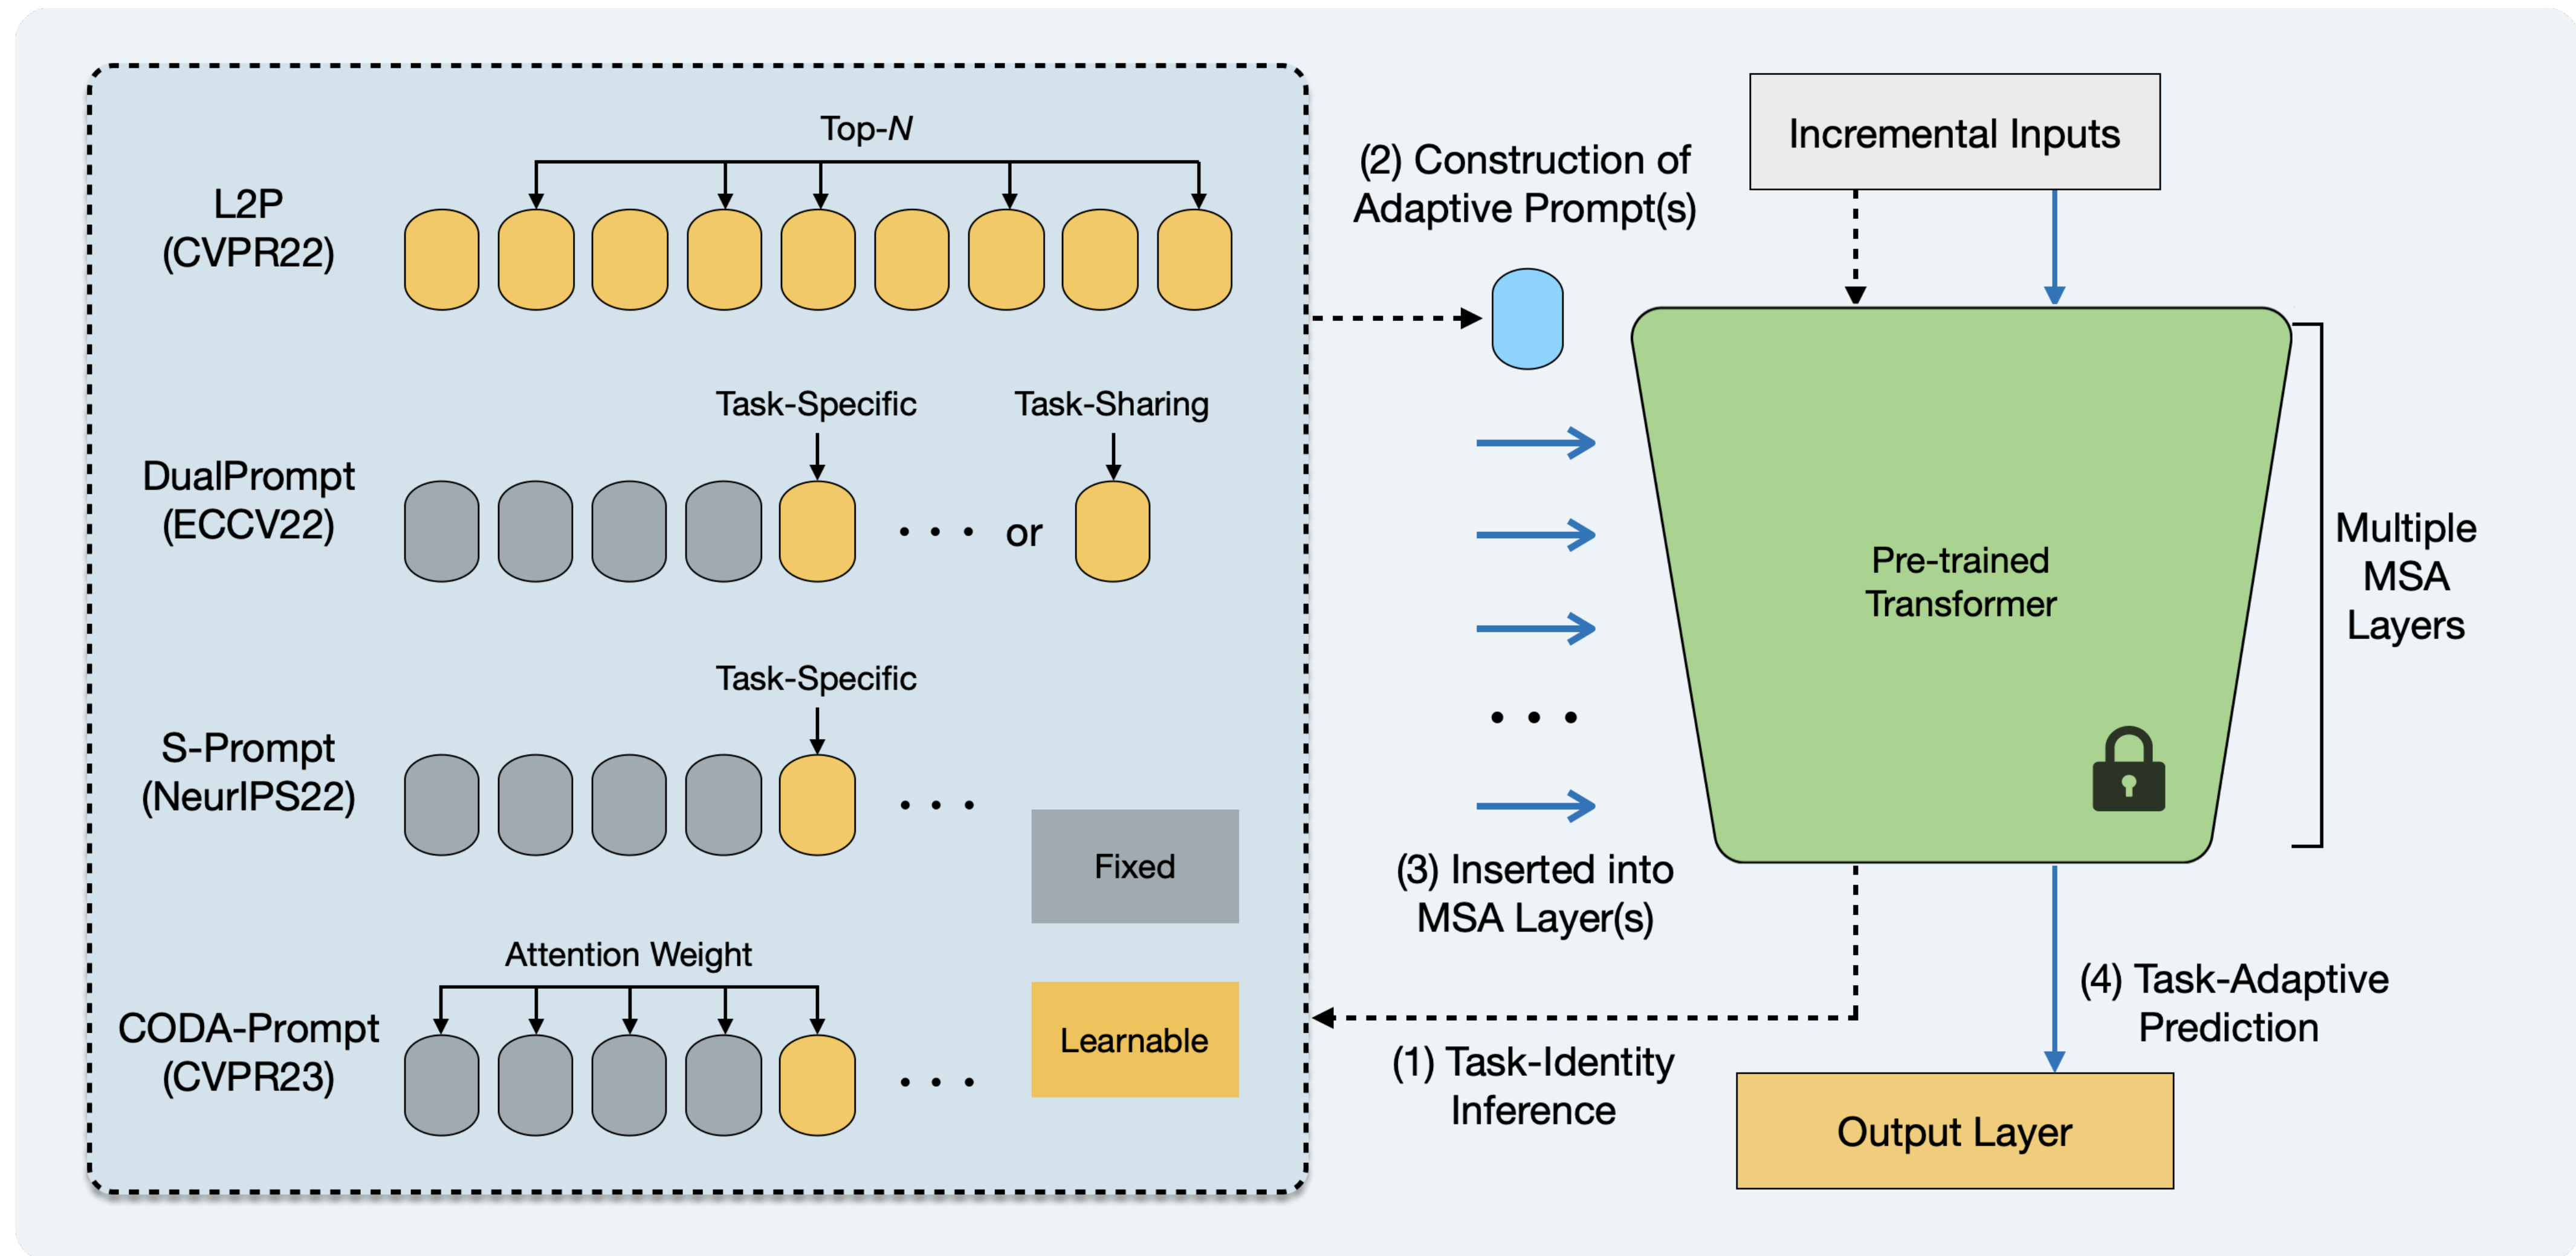 Top-N
L2P
(CVPR22)
Task-Specific
Task-Sharing
DualPrompt
(ECCV22)
• • • or
Task-Specific
S-Prompt
(NeurIPS22)
• • •
Fixed
Attention Weight
CODA-Prompt
(CVPR23)
• • •
Learnable
(2) Construction of
Adaptive Prompt(s)
• • •
(3) Inserted into
MSA Layer(s)
(1) Task-Identity
Inference
Incremental Inputs
Pre-trained
Transformer
Multiple
MSA
Layers
(4) Task-Adaptive
Prediction
Output Layer